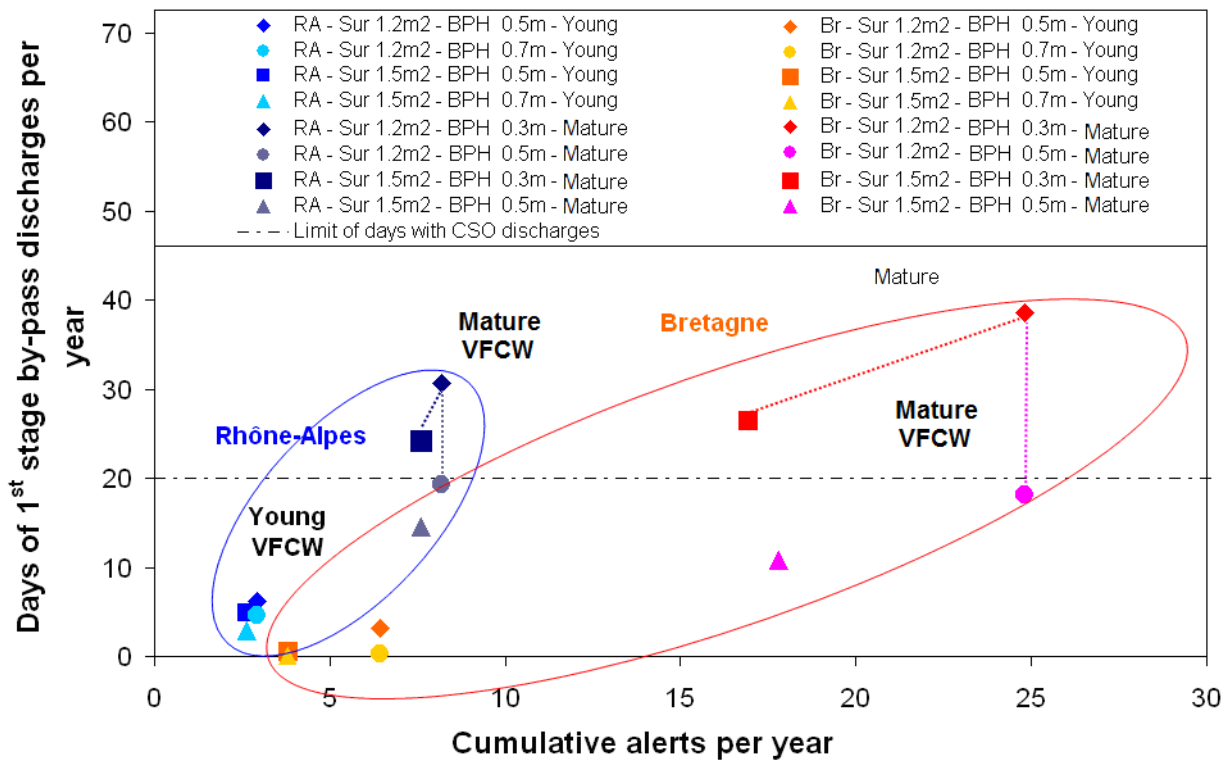 Days of 1st stage by-pass discharges per
year
70
60
50
40
30
20
10
0
RA - Sur 1.2m2 - BPH 0.5m - Young
RA - Sur 1.2m2 - BPH 0.7m - Young
RA - Sur 1.5m2 - BPH 0.5m - Young
RA - Sur 1.5m2 - BPH 0.7m - Young
RA - Sur 1.2m2 - BPH 0.3m - Mature
RA - Sur 1.2m2 - BPH 0.5m - Mature
RA - Sur 1.5m2 - BPH 0.3m - Mature
RA - Sur 1.5m2 - BPH 0.5m - Mature
Limit of days with CSO discharges
Br - Sur 1.2m2 - BPH 0.5m - Young
Br - Sur 1.2m2 - BPH 0.7m - Young
Br - Sur 1.5m2 - BPH 0.5m - Young
Br - Sur 1.5m2 - BPH 0.7m - Young
Br - Sur 1.2m2 - BPH 0.3m - Mature
Br - Sur 1.2m2 - BPH 0.5m - Mature
Br - Sur 1.5m2 - BPH 0.3m - Mature
Br - Sur 1.5m2 - BPH 0.5m - Mature
Mature
Mature
VFCW
Bretagne
Rhône-Alpes
Mature
VFCW
Young
VFCW
0 5 10 15 20 25 30
Cumulative alerts per year